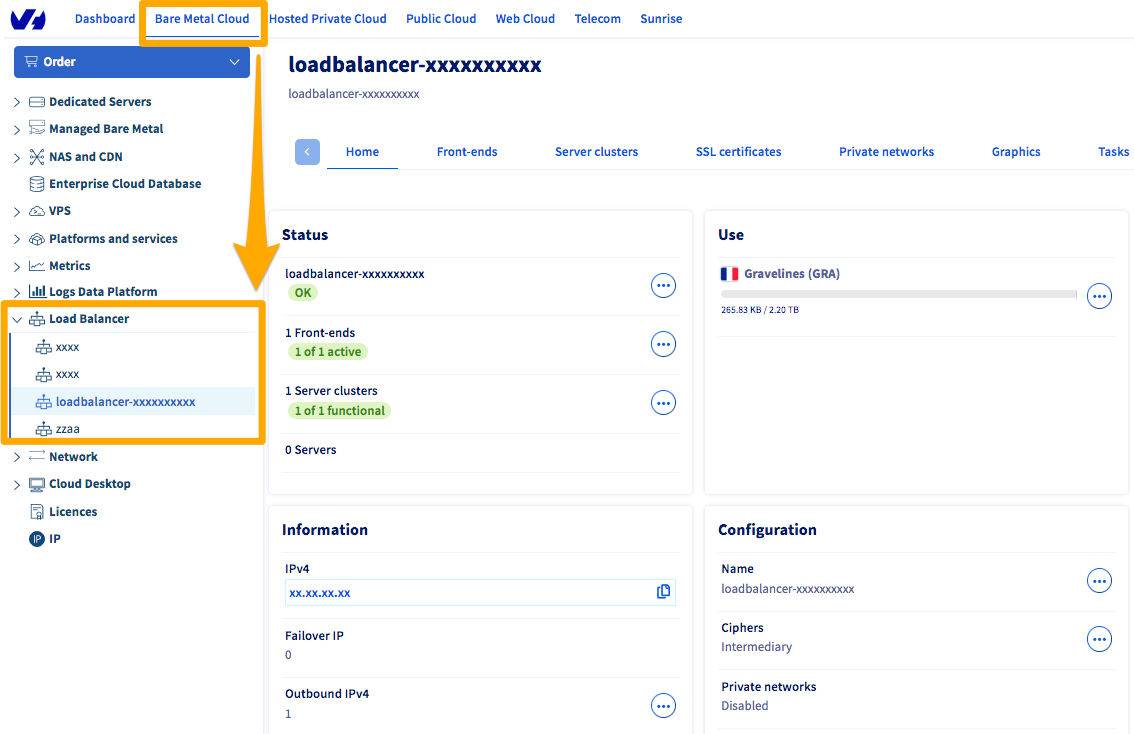 Dashboard Bare Metal Cloud Hosted Private Cloud Public Cloud Web Cloud Telecom Sunrise
Order
Dedicated Servers
Managed Bare Metal
NAS and CDN
Enterprise Cloud Database
VPS
Platforms and services
Metrics
Logs Data Platform
Load Balancer
xxxx
xxxx
loadbalancer-xxxxxxxxxx
zzaa
Network
Cloud Desktop
Licences
IP IP
loadbalancer-xxxxxxxxxx
loadbalancer-xxxxxxxxxx
Home Front-ends Server clusters SSL certificates Private networks Graphics Tasks
Status
loadbalancer-xxxxxxxxxx
OK
1 Front-ends
1 of 1 active
1 Server clusters
1 of 1 functional
0 Servers
Use
Gravelines (GRA)
265.83 KB / 2.20 TB
Information
IPv4
xx.xx.xx.xx
Failover IP
0
Outbound IPv4
1
Configuration
Name
loadbalancer-xxxxxxxxxx
Ciphers
Intermediary
Private networks
Disabled